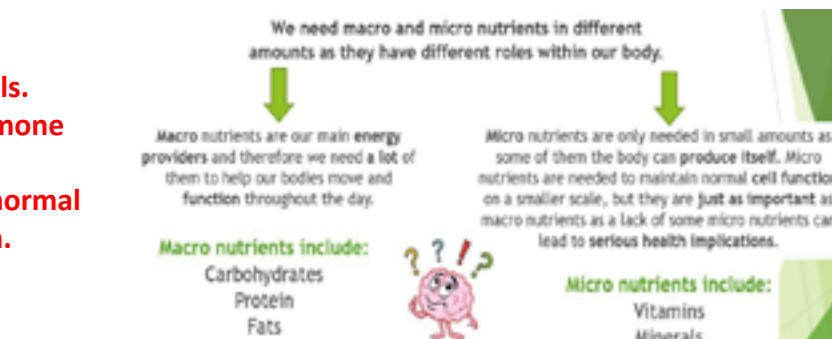 ls.
mone
normal
n.
We need macro and micro nutrients in different
amounts as they have different roles within our body.
Macro nutrients are our main energy
providers and therefore we need a lot of
them to help our bodies move and
function throughout the day.
Macro nutrients include:
Carbohydrates
Protein
Fats
Micro nutrients are only needed in small amounts as
some of them the body can produce itself. Micro
nutrients are needed to maintain normal cell function
on a smaller scale, but they are just as important as
macro nutrients as a lack of some micro nutrients can
lead to serious health implications.
Micro nutrients include:
Vitamins
Minerals
? ? ! ?